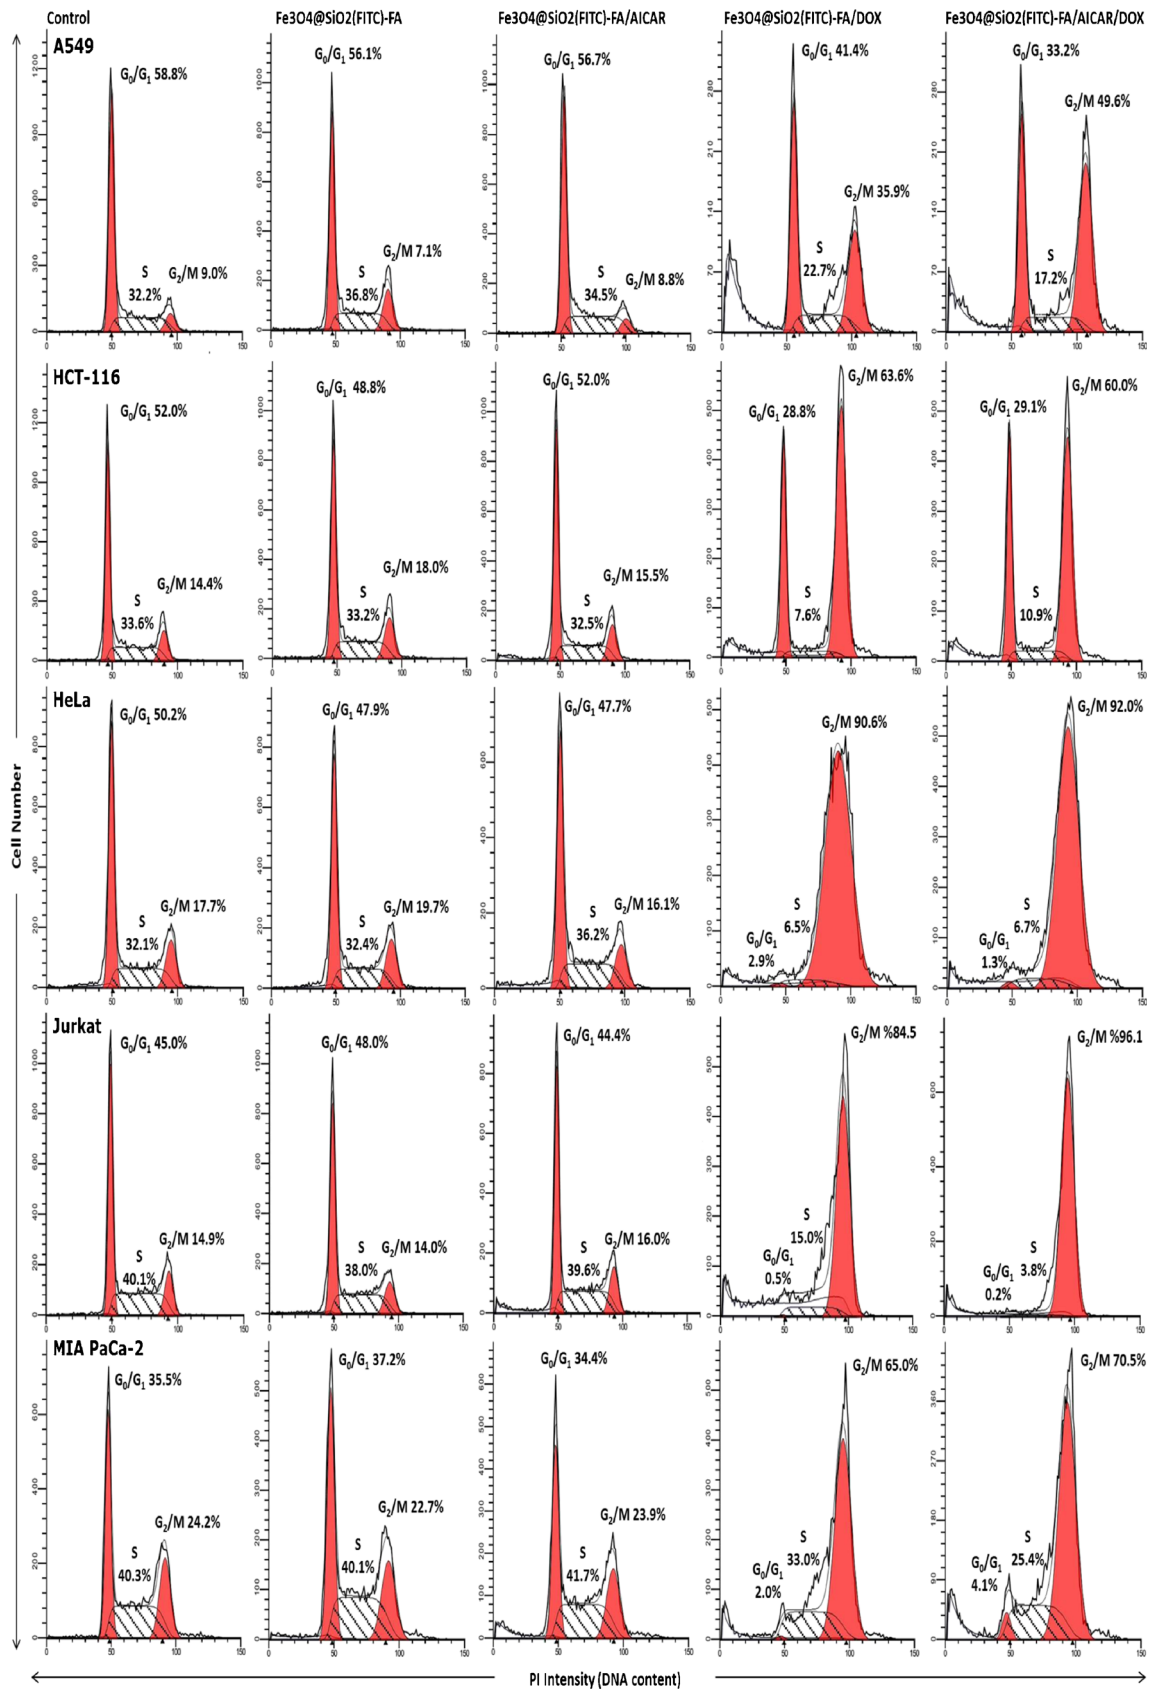 Control
Fe3O4@SiO2(FITC)-FA
Fe3O4@SiO2(FITC)-FA/AICAR
Fe3O4@SiO2(FITC)-FA/DOX
Fe3O4@SiO2(FITC)-FA/AICAR/DOX
A549
G0/G1 58.8%
S
32.2%
G2/M 9.0%
G0/G1 56.1%
S
36.8%
G2/M 7.1%
G0/G1 56.7%
S
34.5%
G2/M 8.8%
G0/G1 41.4%
S
22.7%
G2/M 35.9%
G0/G1 33.2%
S
17.2%
G2/M 49.6%
HCT-116
G0/G1 52.0%
S
33.6%
G2/M 14.4%
G0/G1 48.8%
S
33.2%
G2/M 18.0%
G0/G1 52.0%
S
32.5%
G2/M 15.5%
G0/G1 28.8%
S
7.6%
G2/M 63.6%
G0/G1 29.1%
S
10.9%
G2/M 60.0%
HeLa
G0/G1 50.2%
S
32.1%
G2/M 17.7%
G0/G1 47.9%
S
32.4%
G2/M 19.7%
G0/G1 47.7%
S
36.2%
G2/M 16.1%
G0/G1
2.9%
S
6.5%
G2/M 90.6%
G0/G1
1.3%
S
6.7%
G2/M 92.0%
Jurkat
G0/G1 45.0%
S
40.1%
G2/M 14.9%
G0/G1 48.0%
S
38.0%
G2/M 14.0%
G0/G1 44.4%
S
39.6%
G2/M 16.0%
G0/G1
0.5%
S
15.0%
G2/M %84.5
G0/G1
0.2%
S
3.8%
G2/M %96.1
MIA PaCa-2
G0/G1 35.5%
S
40.3%
G2/M 24.2%
G0/G1 37.2%
S
40.1%
G2/M 22.7%
G0/G1 34.4%
S
41.7%
G2/M 23.9%
G0/G1
2.0%
S
33.0%
G2/M 65.0%
G0/G1
4.1%
S
25.4%
G2/M 70.5%
Cell Number
PI Intensity (DNA content)